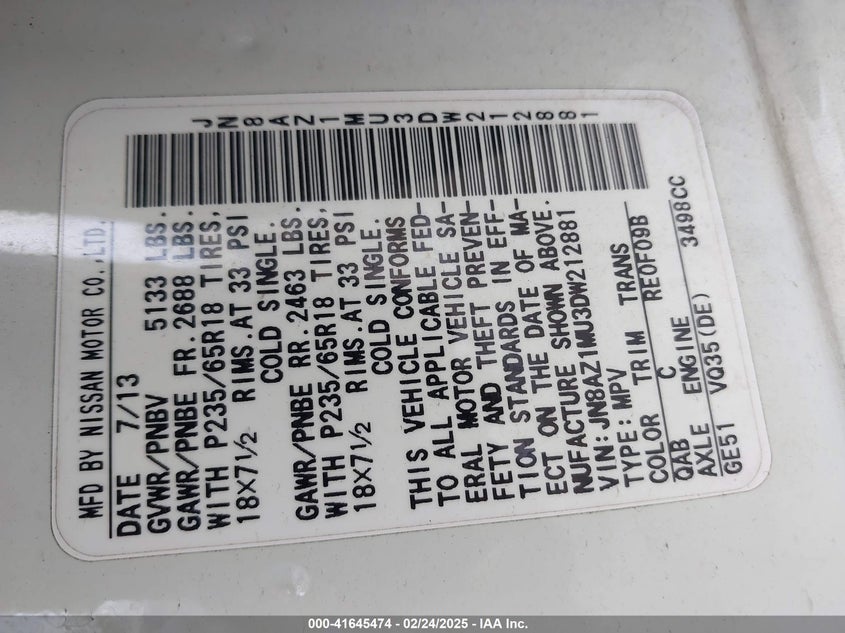 JN8AZ1MU3DW212881
MFD BY NISSAN MOTOR CO.,LTD.
DATE 7/13
GVWR/PNBV 5133 LBS.
GAWR/PNBE FR.2688 LBS.
WITH P235/65R18 TIRES,
18X7½ RIMS.AT 33 PSI
COLD SINGLE.
GAWR/PNBE RR.2463 LBS.
WITH P235/65R18 TIRES,
18X7½ RIMS.AT 33 PSI
COLD SINGLE.
THIS VEHICLE CONFORMS
TO ALL APPLICABLE FED-
ERAL MOTOR VEHICLE SA-
FETY AND THEFT PREVEN-
TION STANDARDS IN EFF-
ECT ON THE DATE OF MA-
NUFACTURE SHOWN ABOVE.
VIN:JN8AZ1MU3DW212881
TYPE:MPV
COLOR TRIM TRANS
QAB C RE0F09B
AXLE ENGINE
GE51 VQ35(DE) 3498CC
000-41645474 - 02/24/2025 - IAA Inc.